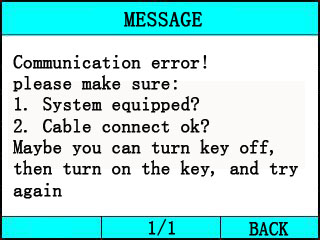 MESSAGE
Communication error!
please make sure:
1. System equipped?
2. Cable connect ok?
Maybe you can turn key off,
then turn on the key, and try
again
1/1
BACK